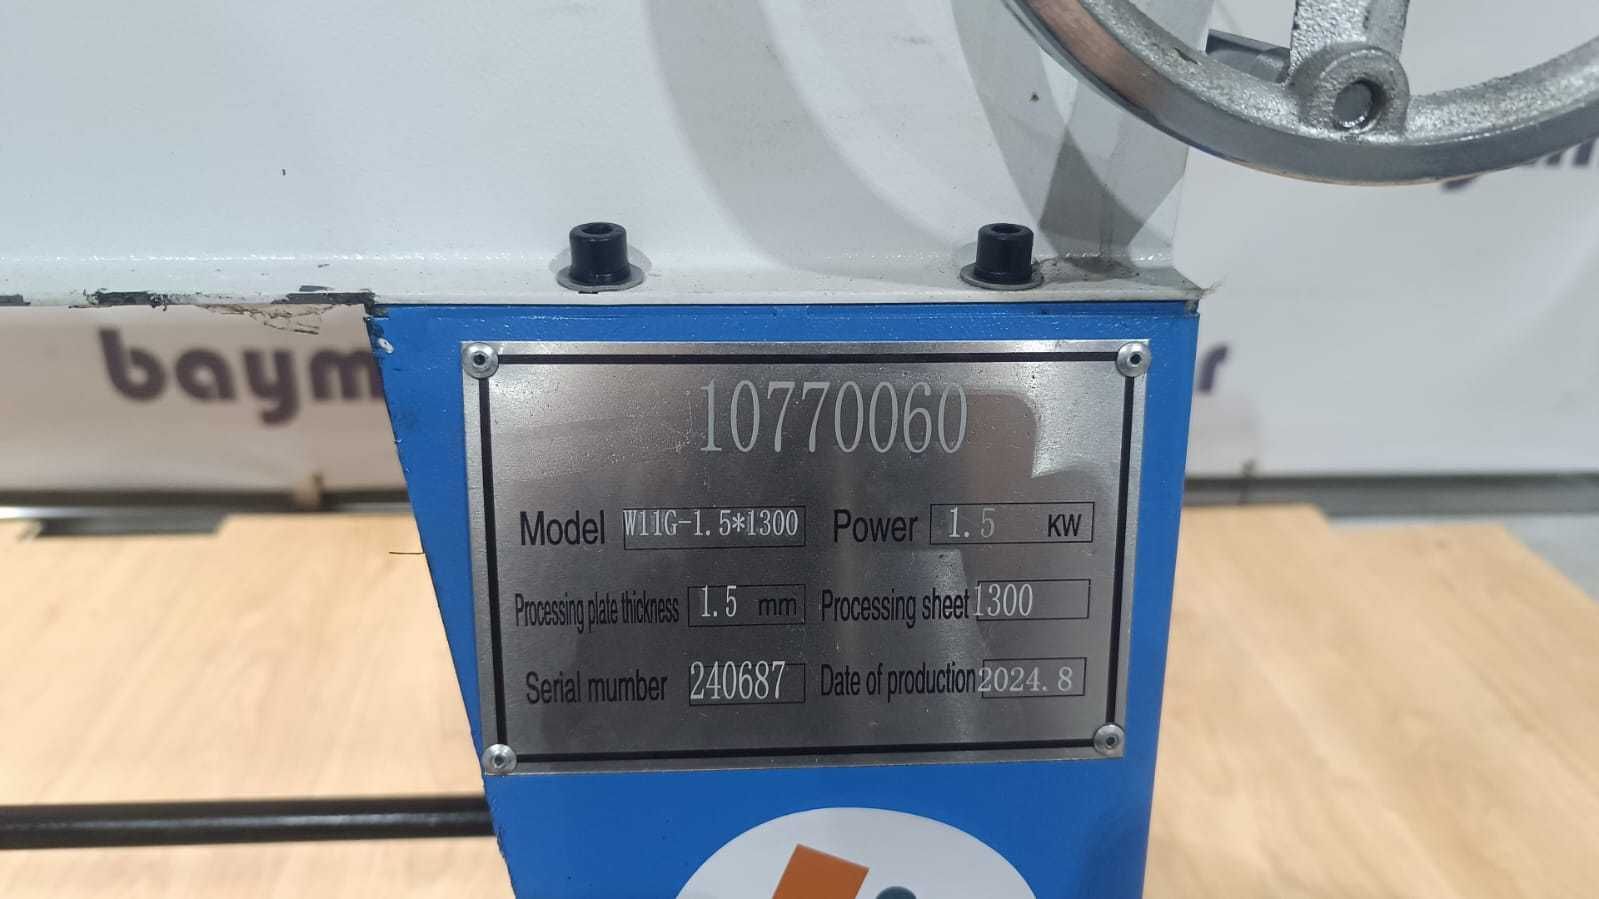 10770060
Model W11G-1.5*1300 Power 1.5 KW
Processing plate thickness 1.5 mm Processing sheet 1300
Serial mumber 240687 Date of production 2024.8
baym
r